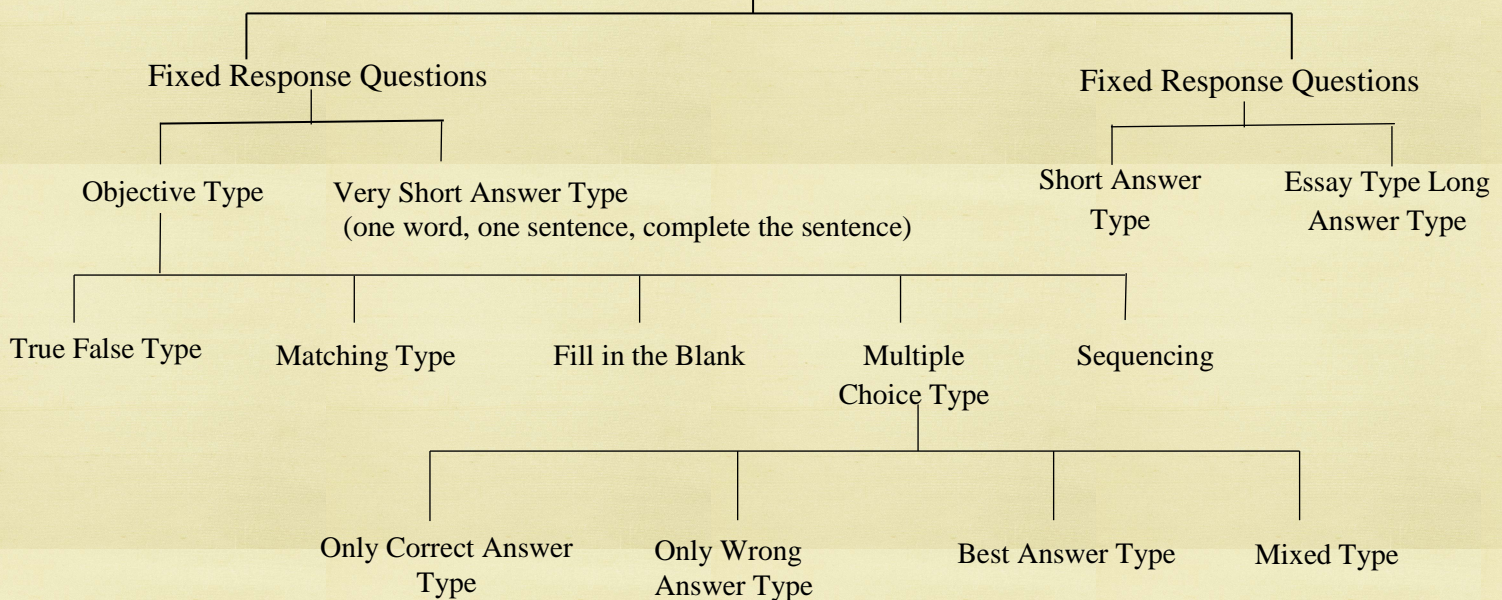 Fixed Response Questions
Fixed Response Questions
Objective Type
Very Short Answer Type
(one word, one sentence, complete the sentence)
Short Answer
Type
Essay Type Long
Answer Type
True False Type
Matching Type
Fill in the Blank
Multiple
Choice Type
Sequencing
Only Correct Answer
Type
Only Wrong
Answer Type
Best Answer Type
Mixed Type